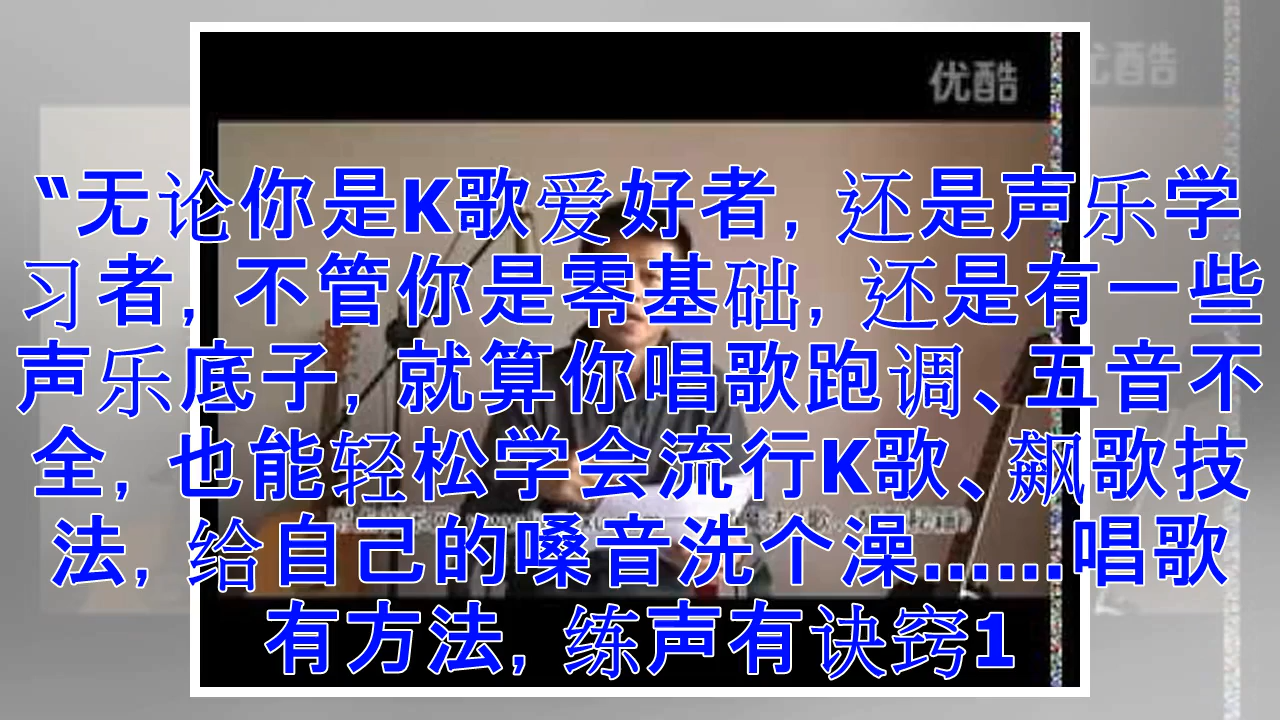 优酷
优酷
“无论你是K歌爱好者, 还是声乐学
习者, 不管你是零基础, 还是有一些
声乐底子, 就算你唱歌跑调、五音不
全, 也能轻松学会流行K歌、飙歌技
法, 给自己的嗓音洗个澡……唱歌
有方法, 练声有诀窍1